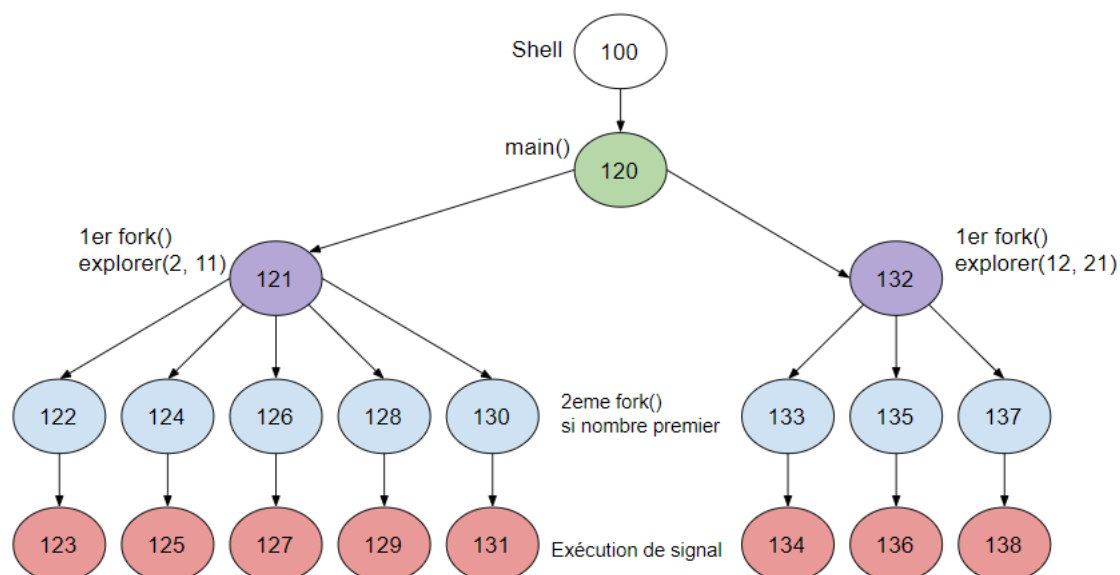 Shell
100
main()
120
1er fork()
explorer(2, 11)
121
1er fork()
explorer(12, 21)
132
122
124
126
128
130
2eme fork()
si nombre premier
133
135
137
123
125
127
129
131
Exécution de signal
134
136
138